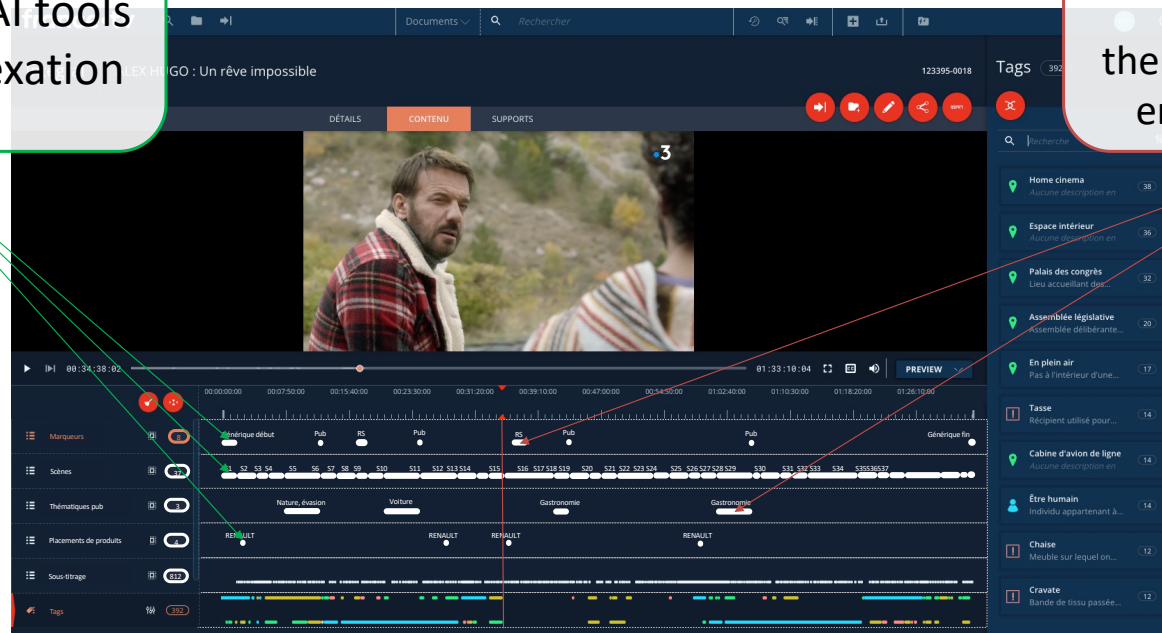 AI tools
exation
the
er
Documents
Rechercher
EX HUGO : Un rêve impossible
123395-0018
Tags 392
DÉTAILS CONTENU SUPPORTS
3
Recherche
Home cinema 38
Aucune description en
Espace intérieur 36
Aucune description en
Palais des congrès 32
Lieu accueillant des...
Assemblée législative 20
Assemblée délibérante...
En plein air 17
Pas à l'intérieur d'une...
Tasse 14
Récipient utilisé pour...
Cabine d'avion de ligne 14
Aucune description en
Être humain 14
Individu appartenant à...
Chaise 12
Meuble sur lequel on...
Cravate 12
Bande de tissu passée...
00:34:38:02 01:33:10:04 PREVIEW
00:00:00:00 00:07:50:00 00:15:40:00 00:23:30:00 00:31:20:00 00:39:10:00 00:47:00:00 00:54:50:00 01:02:40:00 01:10:30:00 01:18:20:00 01:26:10:00
Marqueurs 8 Générique début Pub RS Pub RS Pub Pub Générique fin
Scènes 37 S1 S2 S3 S4 S5 S6 S7 S8 S9 S10 S11 S12 S13 S14 S15 S16 S17 S18 S19 S20 S21 S22 S23 S24 S25 S26 S27 S28 S29 S30 S31 S32 S33 S34 S35 S36 S37
Thématiques pub 3 Nature, évasion Voiture Gastronomie Gastronomie
Placements de produits 4 RENAULT RENAULT RENAULT RENAULT
Sous-titrage 812
Tags 392